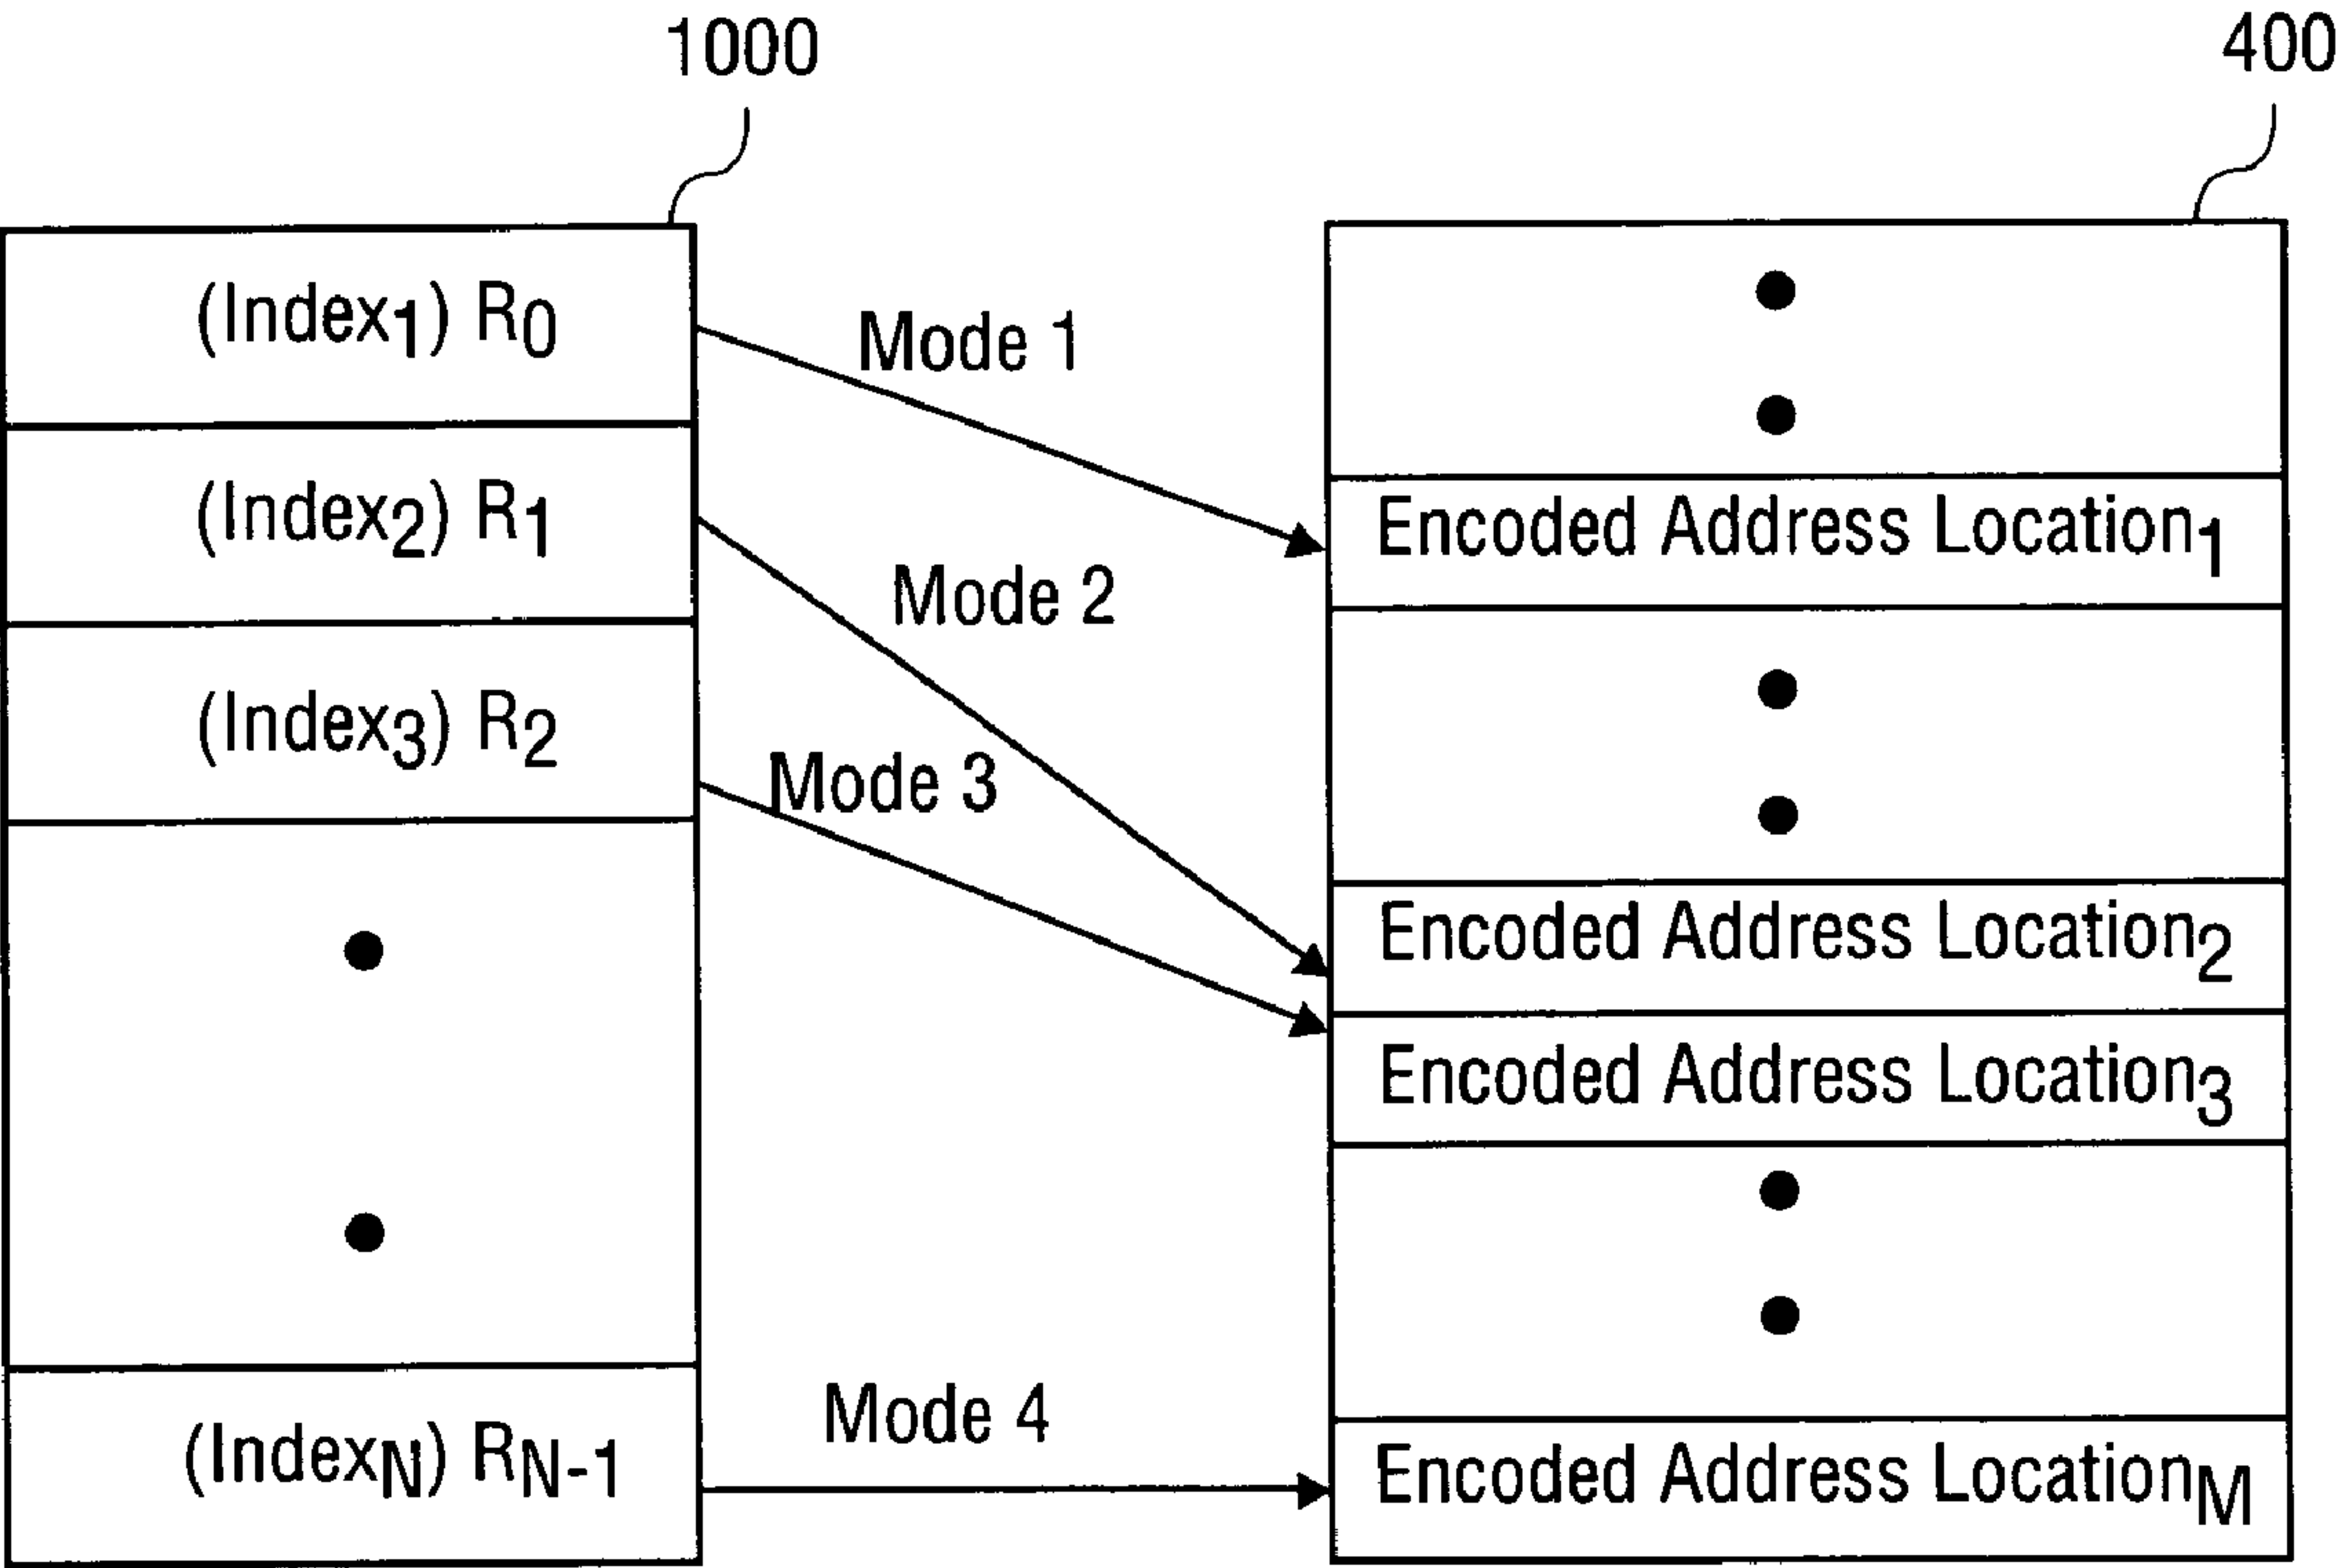 1000
400
(Index1) R0
Mode 1
Encoded Address Location1
(Index2) R1
Mode 2
(Index3) R2
Mode 3
Encoded Address Location2
Encoded Address Location3
Mode 4
(IndexN) RN-1
Encoded Address LocationM